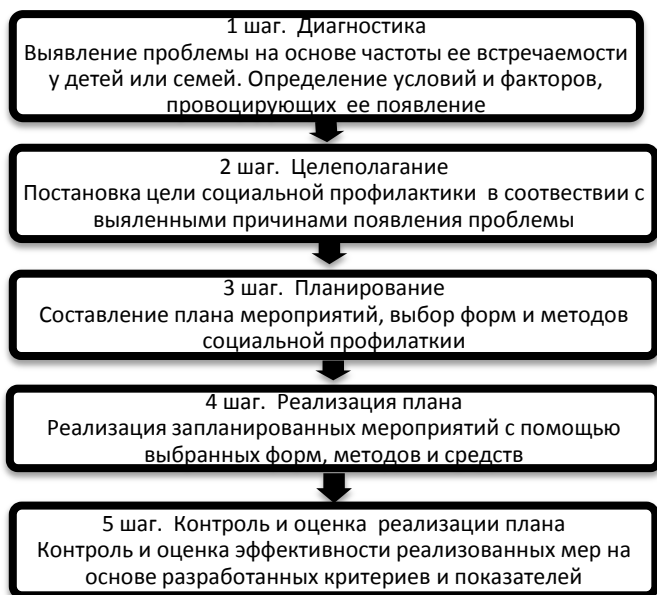 1 шаг. Диагностика
Выявление проблемы на основе частоты ее встречаемости
у детей или семей. Определение условий и факторов,
провоцирующих ее появление
2 шаг. Целеполагание
Постановка цели социальной профилактики в соотвествии с
выяленными причинами появления проблемы
3 шаг. Планирование
Составление плана мероприятий, выбор форм и методов
социальной профилаткии
4 шаг. Реализация плана
Реализация запланированных мероприятий с помощью
выбранных форм, методов и средств
5 шаг. Контроль и оценка реализации плана
Контроль и оценка эффективности реализованных мер на
основе разработанных критериев и показателей